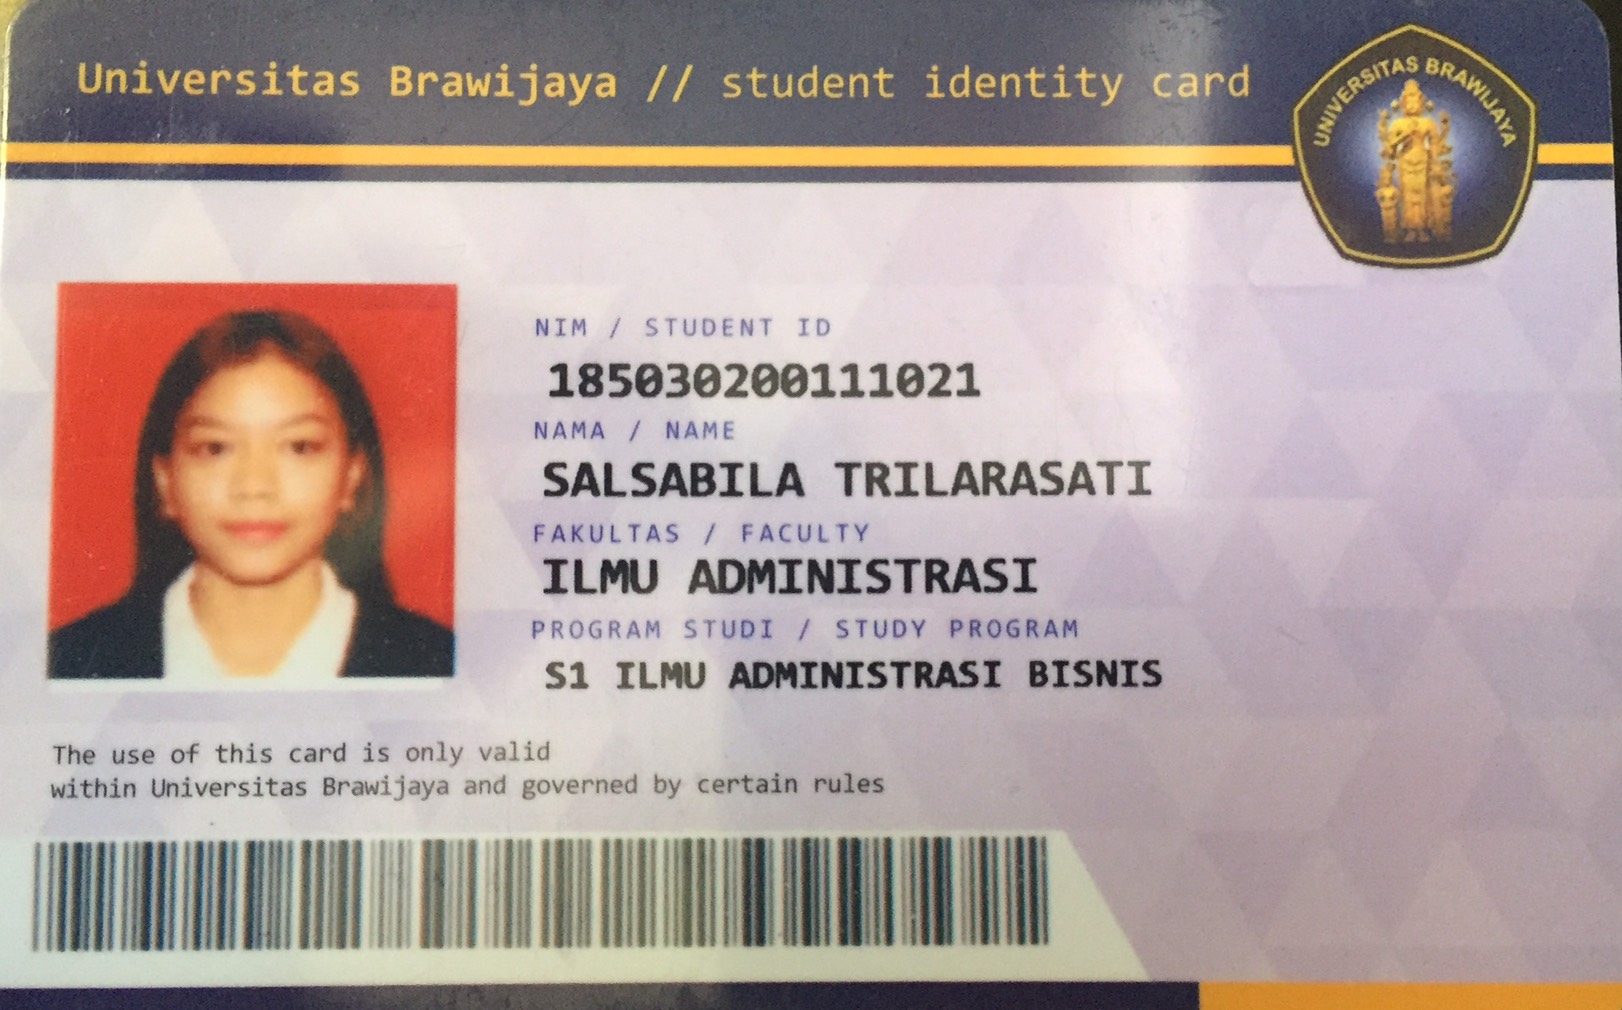 Universitas Brawijaya // student identity card
UNIVERSITAS BRAWIJAYA
NIM / STUDENT ID
185030200111021
NAMA / NAME
SALSABILA TRILARASATI
FAKULTAS / FACULTY
ILMU ADMINISTRASI
PROGRAM STUDI / STUDY PROGRAM
S1 ILMU ADMINISTRASI BISNIS
The use of this card is only valid
within Universitas Brawijaya and governed by certain rules